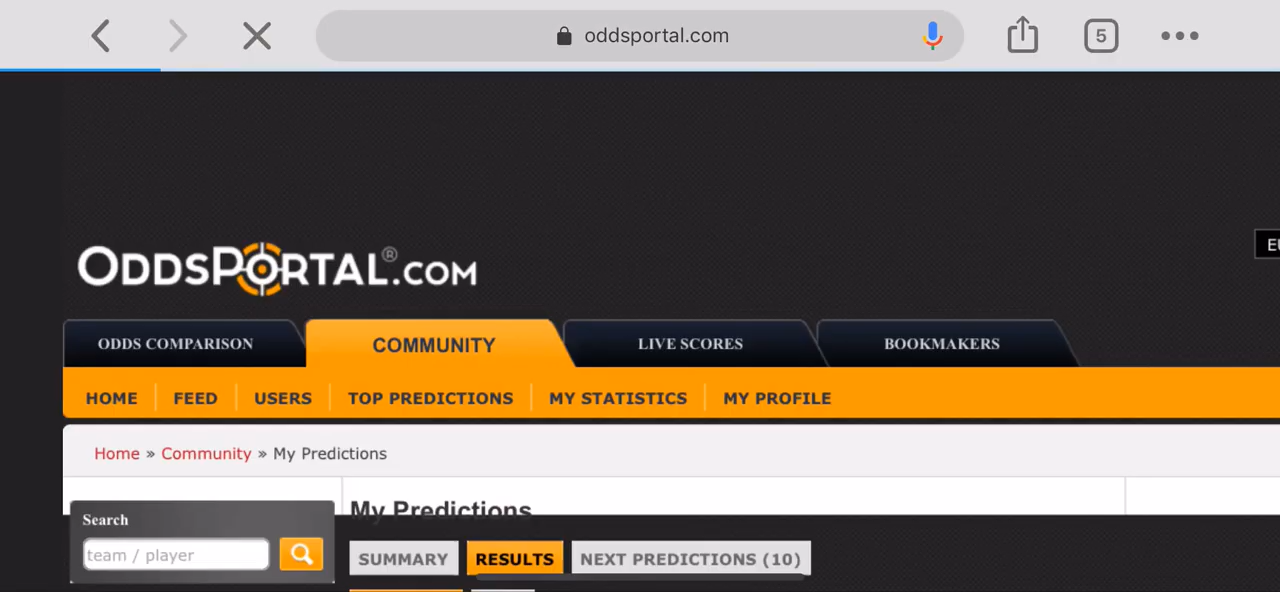 oddsportal.com
5
ODDSPORTAL®.COM
ODDS COMPARISON
COMMUNITY
LIVE SCORES
BOOKMAKERS
HOME
FEED
USERS
TOP PREDICTIONS
MY STATISTICS
MY PROFILE
Home » Community » My Predictions
My Predictions
Search
team / player
SUMMARY
RESULTS
NEXT PREDICTIONS (10)